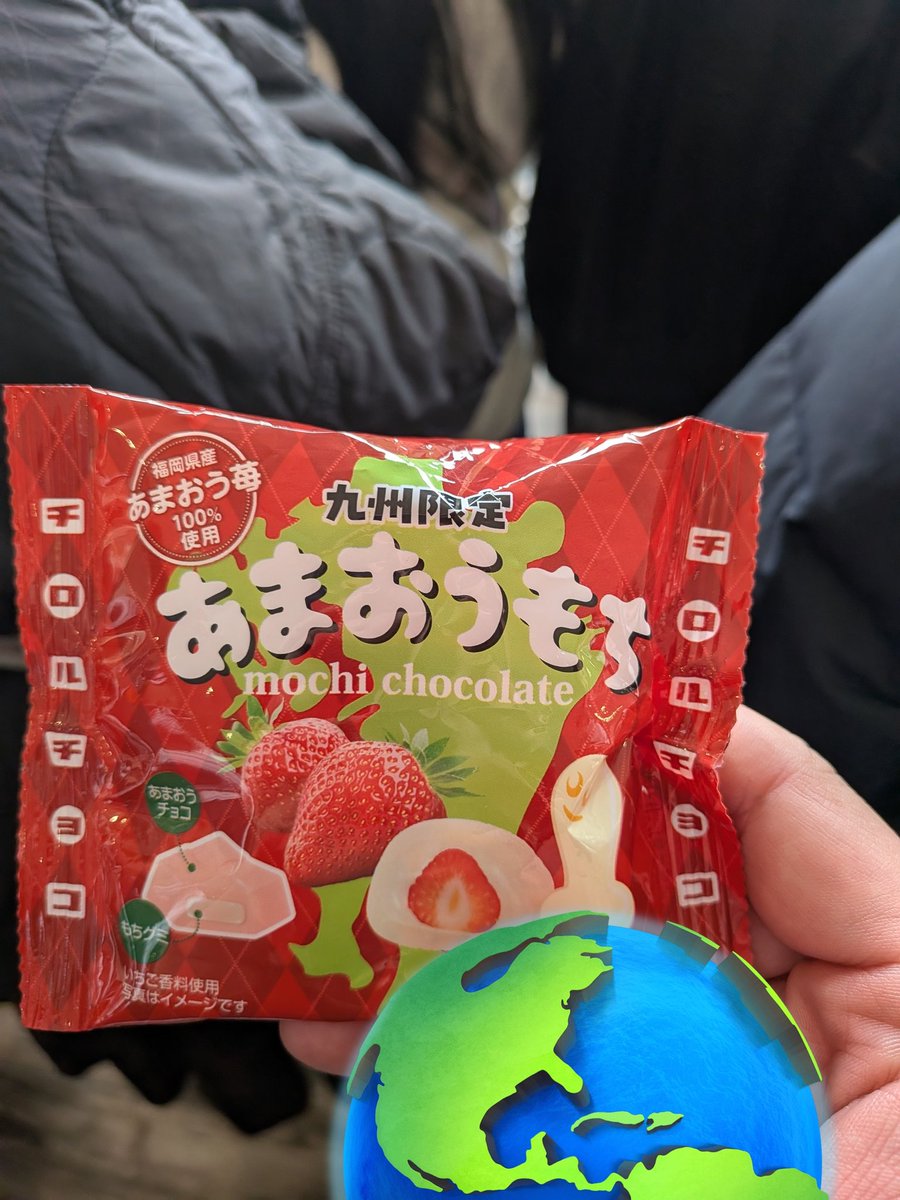 福岡県産
あまおう苺
100%
使用
九州限定
あまおうもち
mochi chocolate
チロルチョコ
チロルチョコ
あまおう
チョコ
もちグミ
いちご香料使用
写真はイメージです